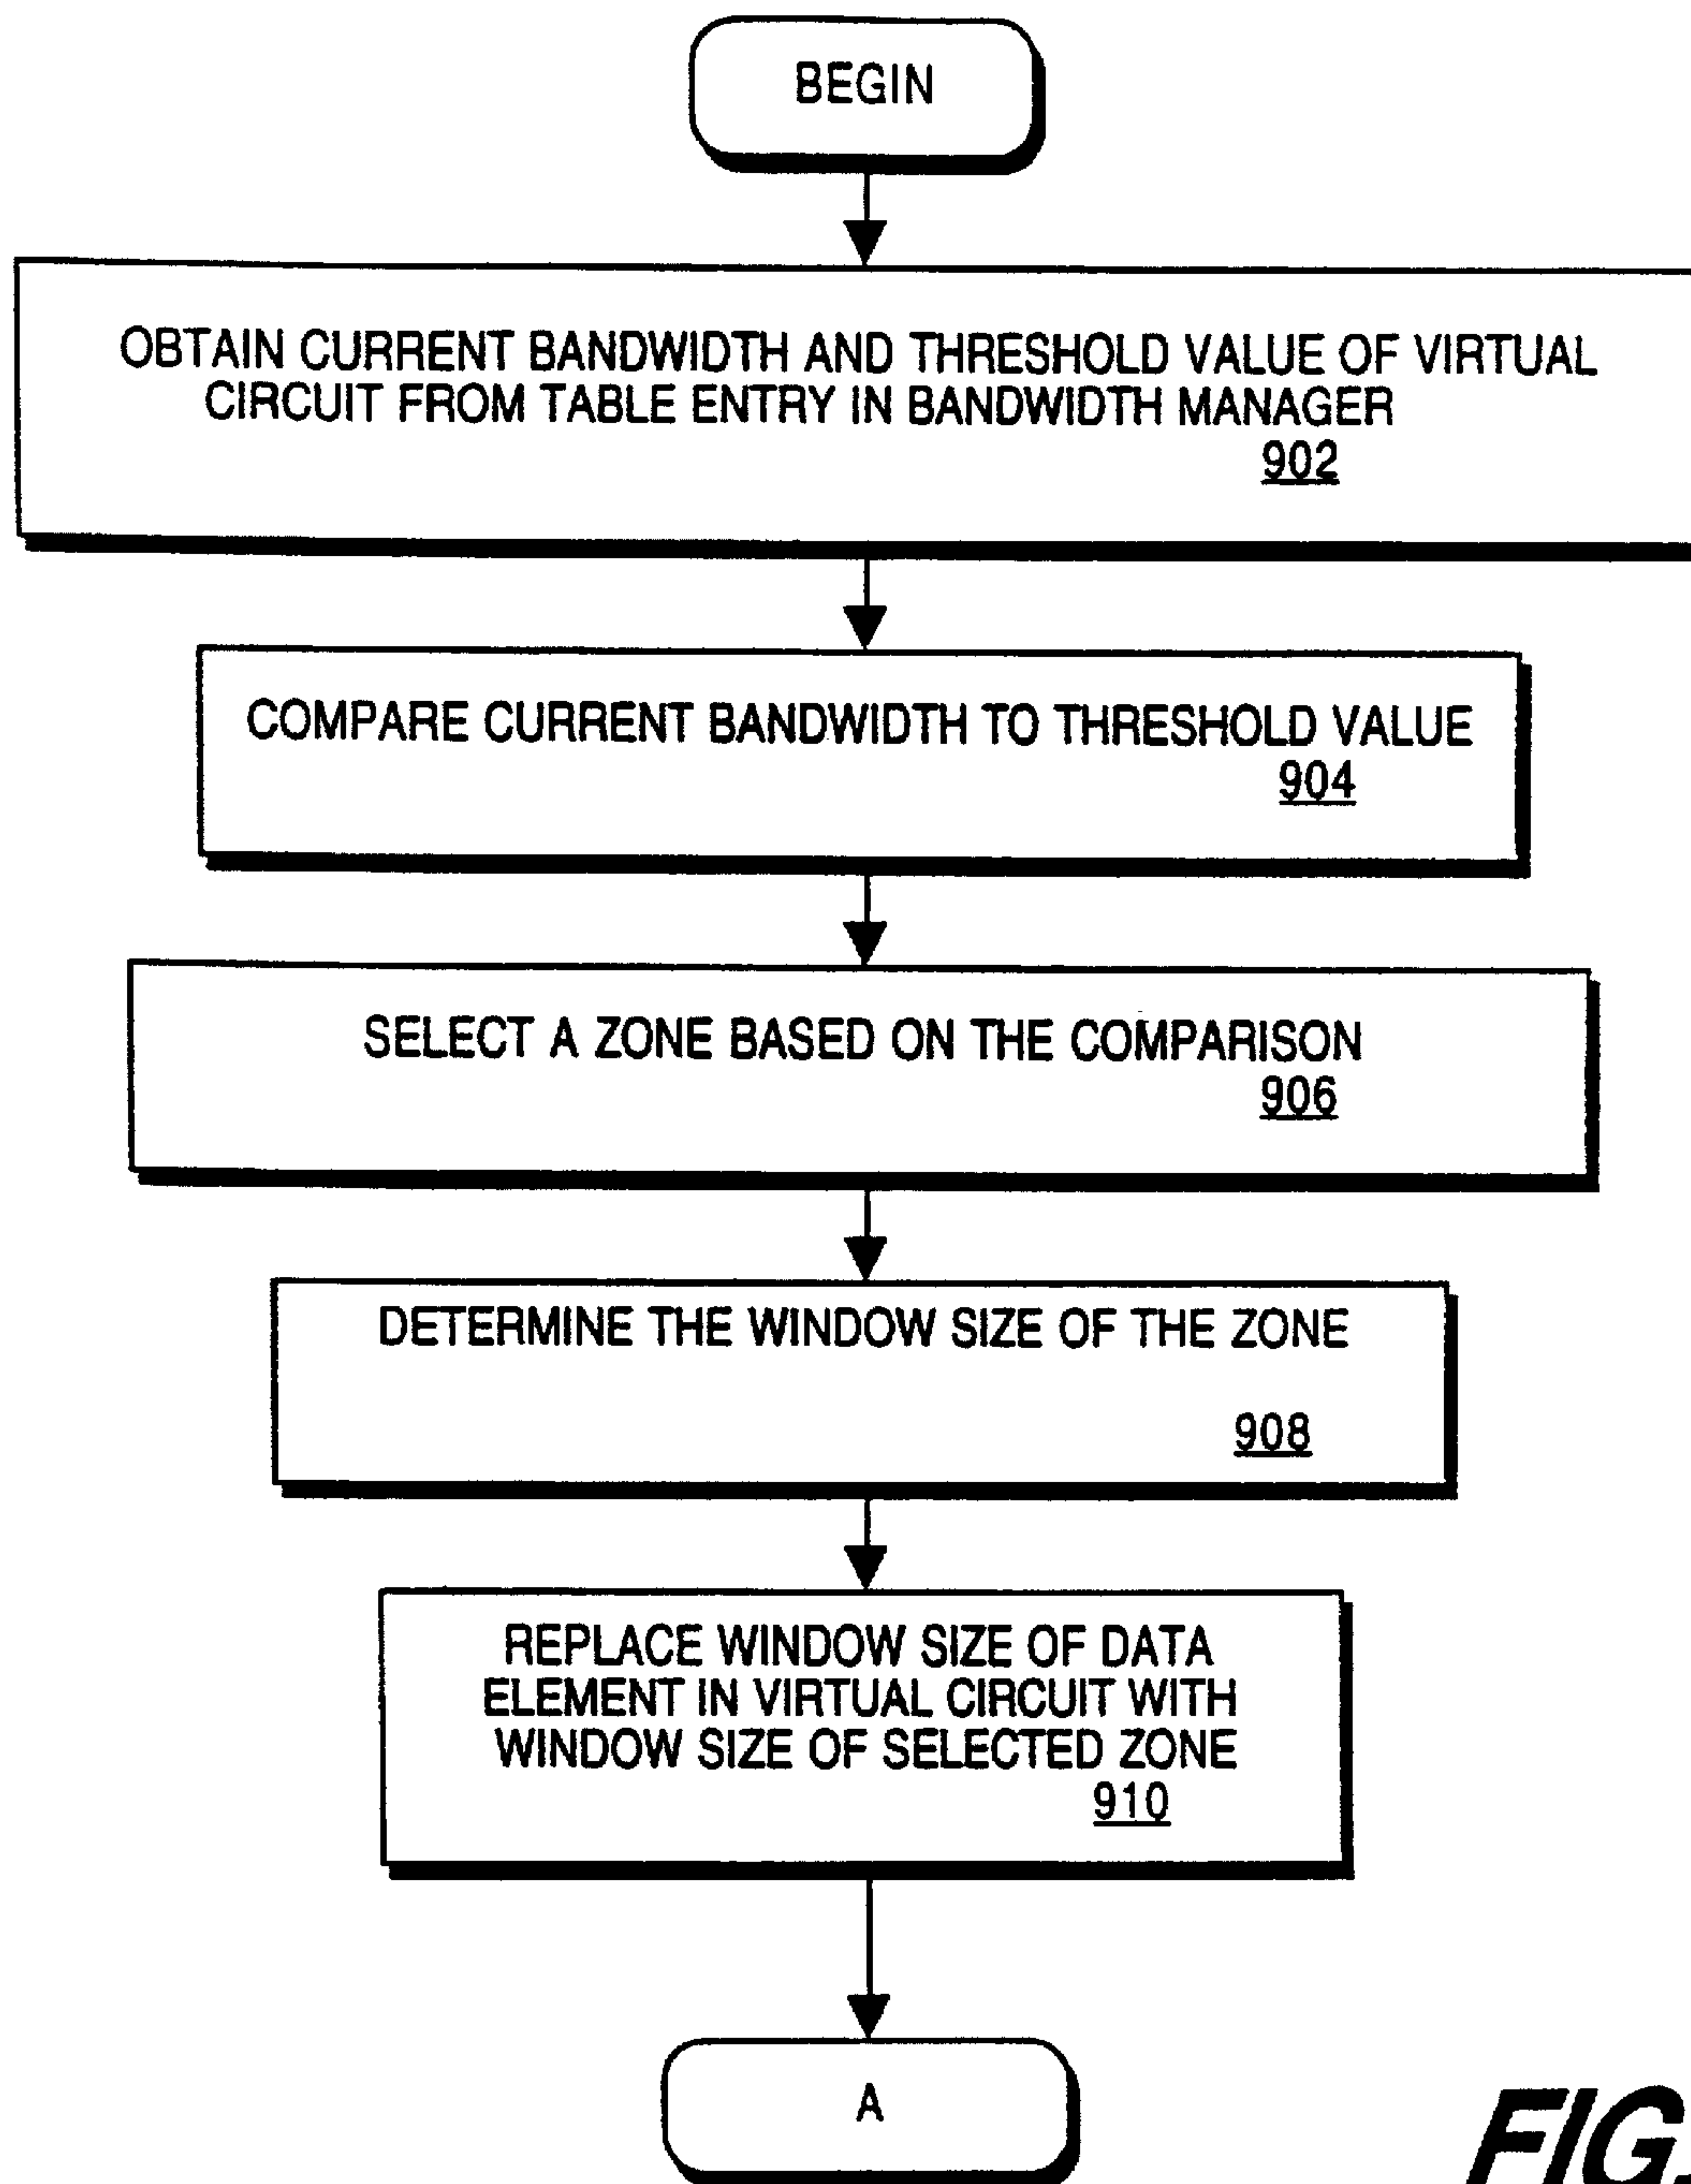 BEGIN
OBTAIN CURRENT BANDWIDTH AND THRESHOLD VALUE OF VIRTUAL
CIRCUIT FROM TABLE ENTRY IN BANDWIDTH MANAGER
902
COMPARE CURRENT BANDWIDTH TO THRESHOLD VALUE
904
SELECT A ZONE BASED ON THE COMPARISON
906
DETERMINE THE WINDOW SIZE OF THE ZONE
908
REPLACE WINDOW SIZE OF DATA
ELEMENT IN VIRTUAL CIRCUIT WITH
WINDOW SIZE OF SELECTED ZONE
910
A
FIG.